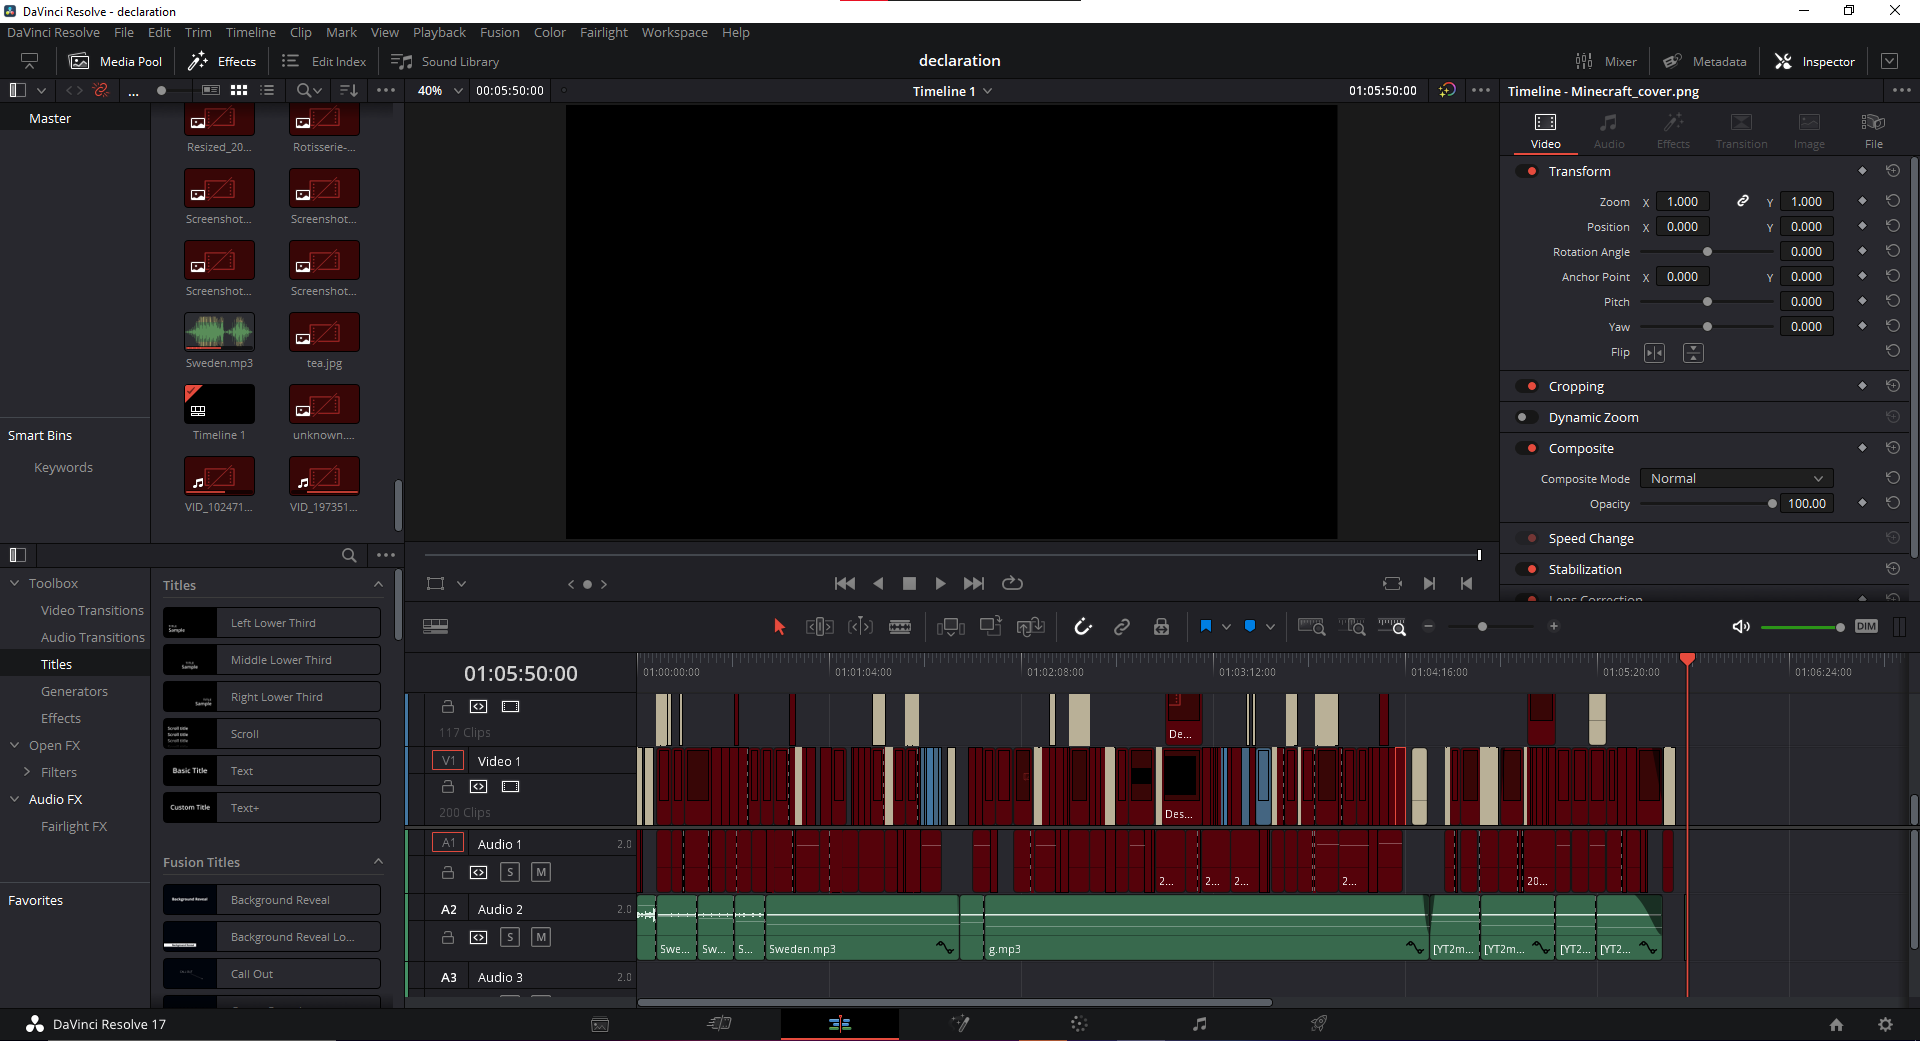 DaVinci Resolve - declaration
DaVinci Resolve File Edit Trim Timeline Clip Mark View Playback Fusion Color Fairlight Workspace Help
Media Pool Effects Edit Index Sound Library declaration Mixer Metadata Inspector
... 40% 00:05:50:00 Timeline 1 01:05:50:00 Timeline - Minecraft_cover.png
Master
Resized_20... Rotisserie-...
Screenshot... Screenshot...
Screenshot... Screenshot...
Sweden.mp3 tea.jpg
Timeline 1 unknown....
VID_102471... VID_197351...
Smart Bins
Keywords
Video Audio Effects Transition Image File
Transform
Zoom X 1.000 Y 1.000
Position X 0.000 Y 0.000
Rotation Angle 0.000
Anchor Point X 0.000 Y 0.000
Pitch 0.000
Yaw 0.000
Flip
Cropping
Dynamic Zoom
Composite
Composite Mode Normal
Opacity 100.00
Speed Change
Stabilization
Lens Correction
Toolbox
Video Transitions
Audio Transitions
Titles
Generators
Effects
Open FX
Filters
Audio FX
Fairlight FX
Favorites
Titles
Left Lower Third
Middle Lower Third
Right Lower Third
Scroll
Basic Title Text
Custom Title Text+
Fusion Titles
Background Reveal Background Reveal
Background Reveal Lo...
Call Out
DIM
01:05:50:00 01:00:00:00 01:01:04:00 01:02:08:00 01:03:12:00 01:04:16:00 01:05:20:00 01:06:24:00
117 Clips De...
V1 Video 1
200 Clips Des...
A1 Audio 1 2.0
S M 2... 2... 2... 2... 20...
A2 Audio 2 2.0
S M Swe... Sw... S... Sweden.mp3 g.mp3 [YT2m... [YT2m... [YT2... [YT2...
A3 Audio 3 2.0
DaVinci Resolve 17